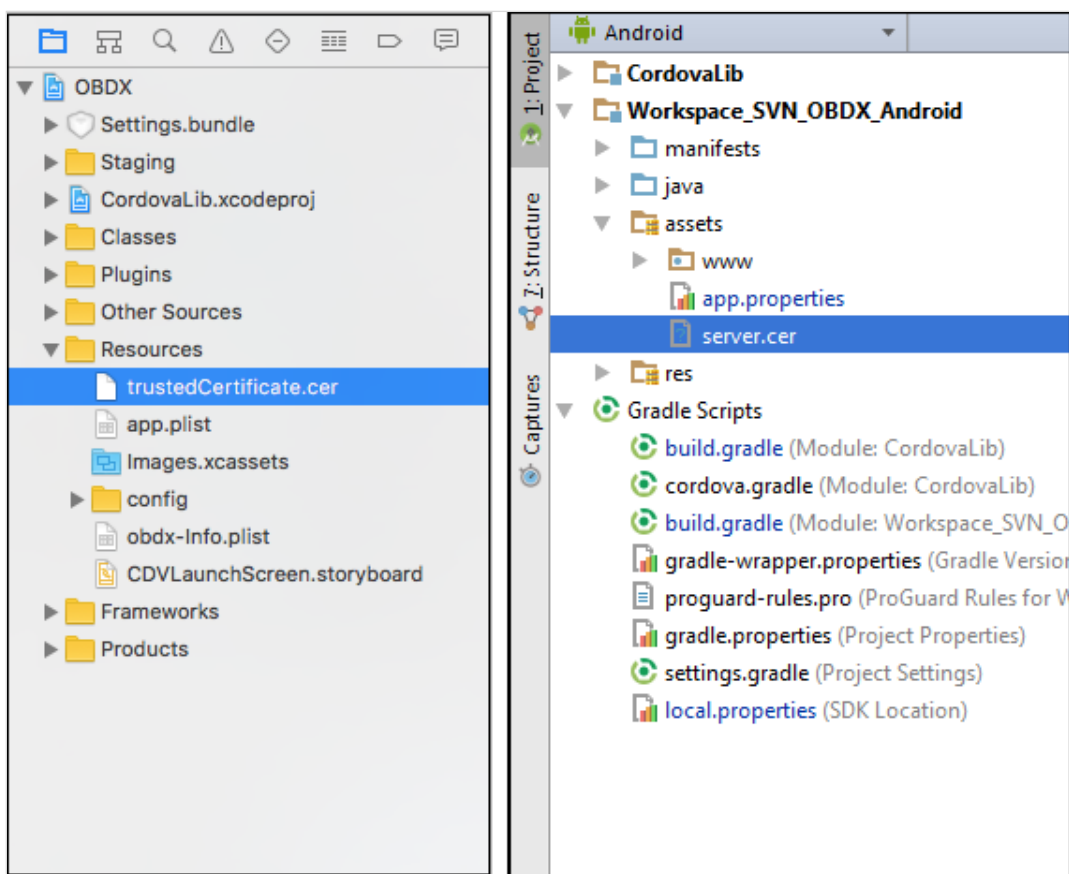 OBDX
Settings.bundle
Staging
CordovaLib.xcodeproj
Classes
Plugins
Other Sources
Resources
trustedCertificate.cer
app.plist
Images.xcassets
config
obdx-Info.plist
CDVLaunchScreen.storyboard
Frameworks
Products
1: Project
7: Structure
Captures
Android
CordovaLib
Workspace_SVN_OBDX_Android
manifests
java
assets
www
app.properties
server.cer
res
Gradle Scripts
build.gradle (Module: CordovaLib)
cordova.gradle (Module: CordovaLib)
build.gradle (Module: Workspace_SVN_O
gradle-wrapper.properties (Gradle Version
proguard-rules.pro (ProGuard Rules for W
gradle.properties (Project Properties)
settings.gradle (Project Settings)
local.properties (SDK Location)